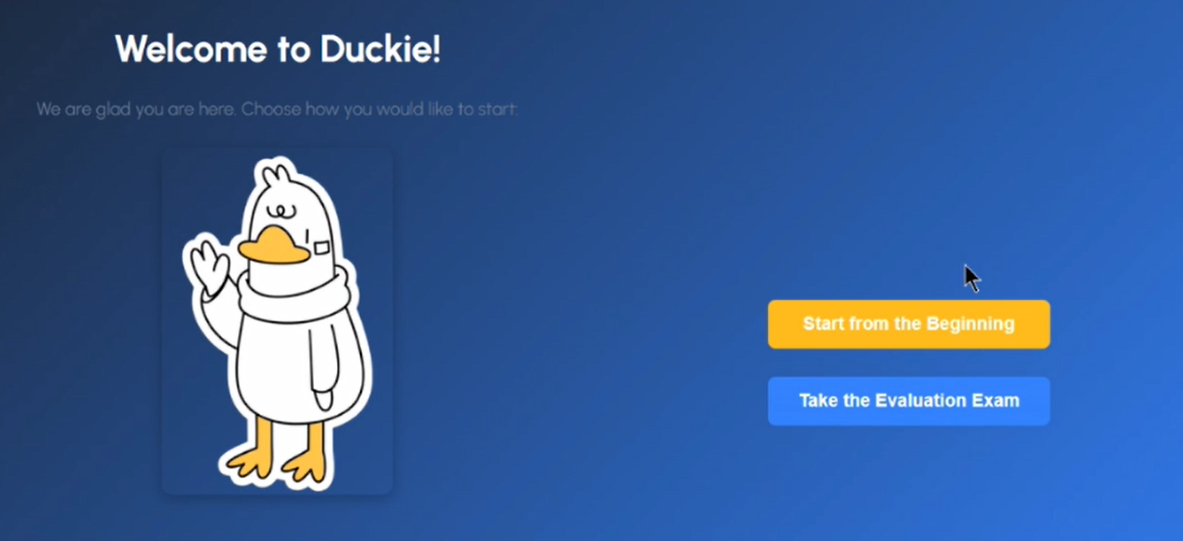 Welcome to Duckie!
We are glad you are here. Choose how you would like to start:
Start from the Beginning
Take the Evaluation Exam